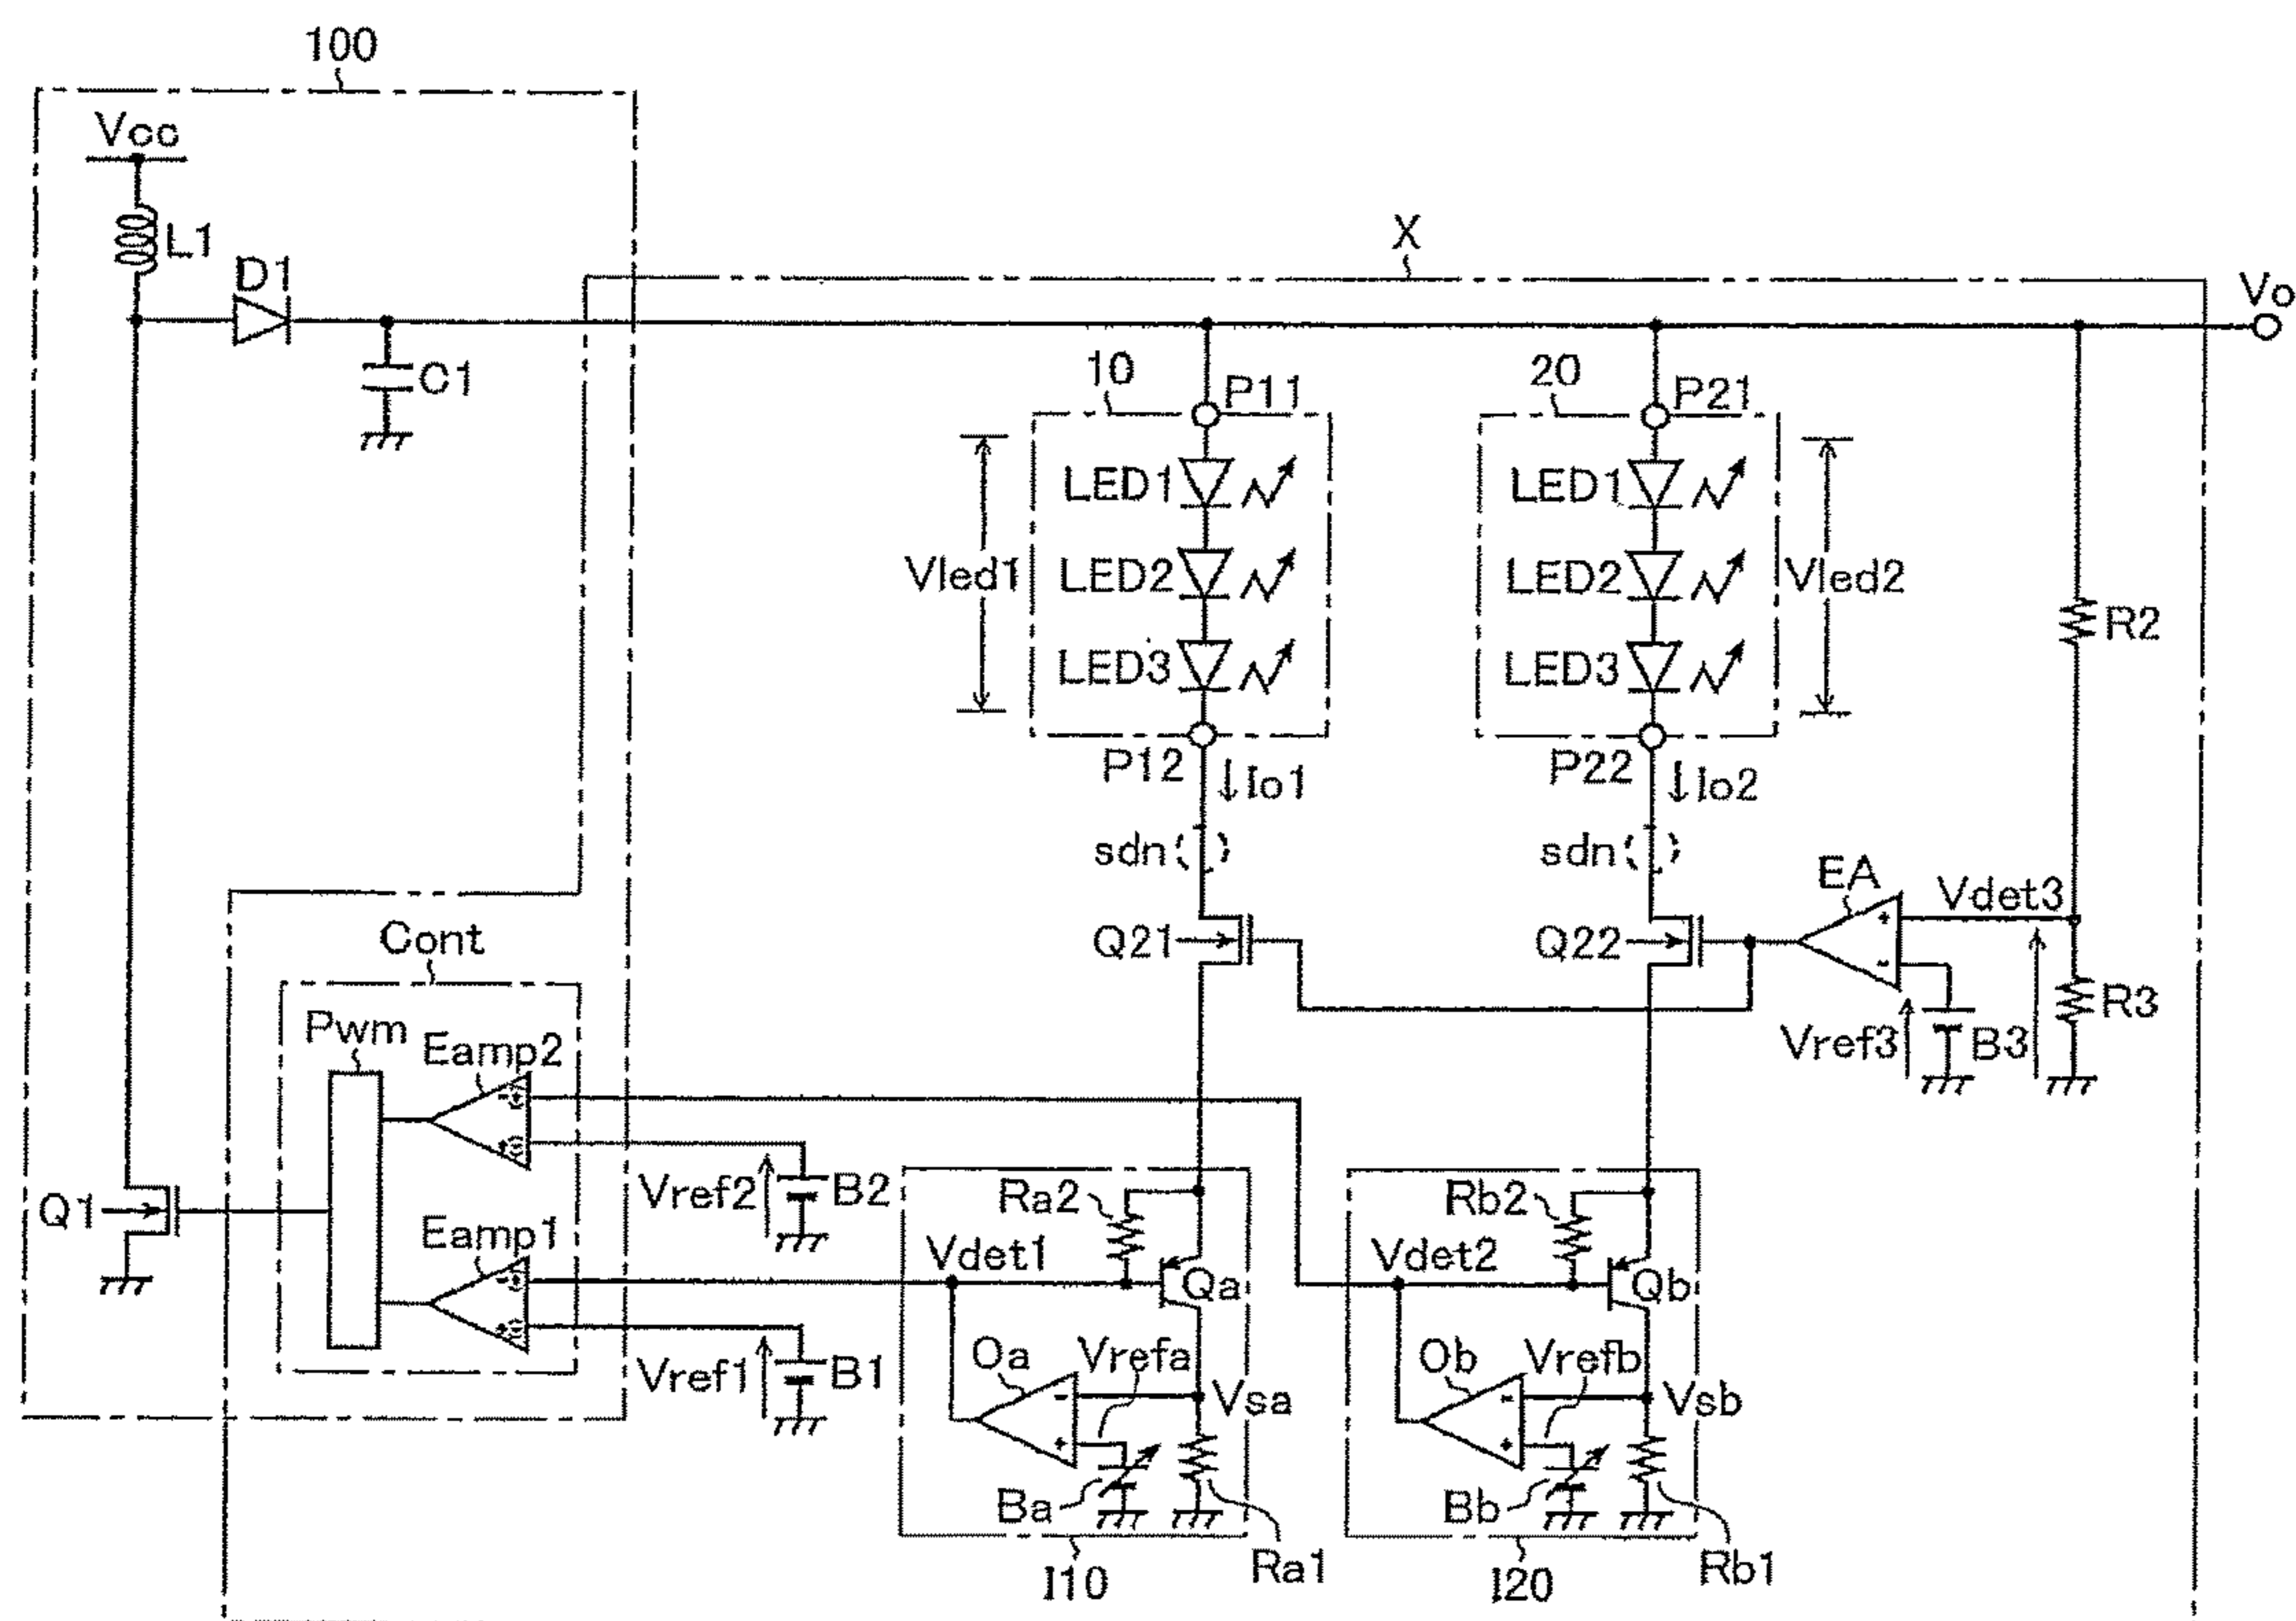 100
Vcc
L1
D1
C1
X
Vo
10
P11
20
P21
LED1
LED1
Vled1
LED2
LED2
Vled2
LED3
LED3
R2
P12
Io1
P22
Io2
sdn
sdn
EA
Vdet3
+
-
Q21
Q22
Vref3
B3
R3
Cont
Pwm
Eamp2
Vref2
B2
Ra2
Rb2
Q1
Eamp1
Vdet1
Qa
Vdet2
Qb
Vref1
B1
Oa
Vrefa
Ob
Vrefb
-
Vsa
-
Vsb
+
+
Ba
Bb
I10
Ra1
I20
Rb1